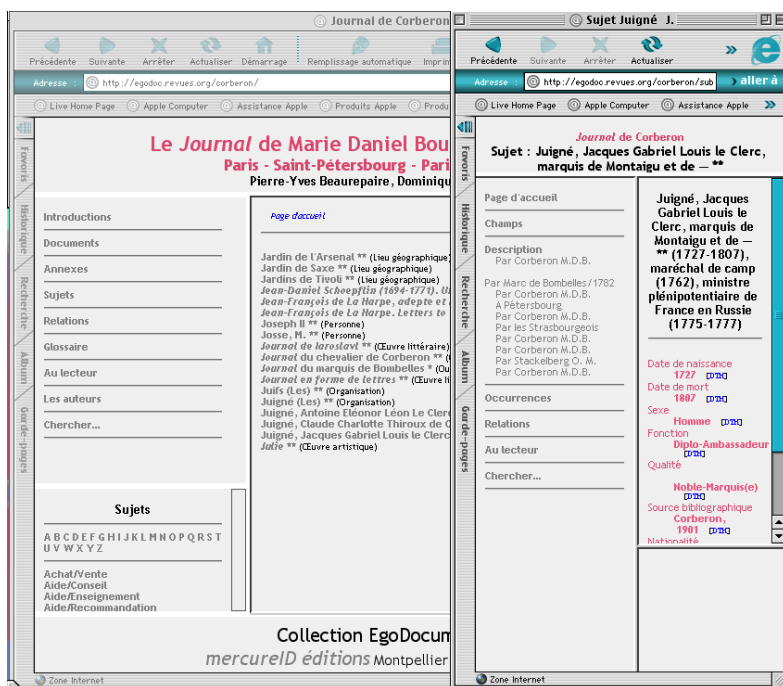 Journal de Corberon
Précédente Suivante Arrêter Actualiser Démarrage Remplissage automatique
Adresse : http://egodoc.revues.org/corberon/
Live Home Page Apple Computer Assistance Apple Produits Apple
Favoris
Historique
Recherche
Album
Garde-pages
Le Journal de Marie Daniel
Paris - Saint-Pétersbourg -
Pierre-Yves Beaurepaire,
Introductions
Documents
Annexes
Sujets
Relations
Glossaire
Au lecteur
Les auteurs
Chercher...
Sujets
A B C D E F G H I J K L M N O P Q R S T
U V W X Y Z
Achat/Vente
Aide/Conseil
Aide/Enseignement
Aide/Recommandation
Page d'accueil
Jardin de l'Arsenal ** (Lieu géographique)
Jardin de Saxe ** (Lieu géographique)
Jardins de Tivoli ** (Lieu géographique)
Jean-Daniel Schoepflin (1694-1771).
Jean-François de La Harpe, adepte et
Jean-François de La Harpe. Letters to
Joseph II ** (Personne)
Josse, M. ** (Personne)
Journal de Iaroslavl ** (Œuvre littéraire)
Journal du chevalier de Corberon **
Journal du marquis de Bombelles *
Journal en forme de lettres ** (Œuvre
Juifs (Les) ** (Organisation)
Juigné (Les) ** (Organisation)
Juigné, Antoine Eléonor Léon Le
Juigné, Claude Charlotte Thiroux de
Juigné, Jacques Gabriel Louis le Clerc
Julie ** (Œuvre artistique)
Collection
mercureID éditions Montpellier
Zone Internet
Sujet Juigné J.
Précédente Suivante Arrêter Actualiser »
Adresse : http://egodoc.revues.org/corberon/sub aller à
Live Home Page Apple Computer Assistance Apple »
Favoris
Historique
Recherche
Album
Garde-pages
Journal de Corberon
Sujet : Juigné, Jacques Gabriel Louis le Clerc,
marquis de Montaigu et de — **
Page d'accueil
Champs
Description
Par Corberon M.D.B.
Par Marc de Bombelles/1782
Par Corberon M.D.B.
A Pétersbourg
Par Corberon M.D.B.
Par les Strasbourgeois
Par Corberon M.D.B.
Par Corberon M.D.B.
Par Stackelberg O. M.
Par Corberon M.D.B.
Occurrences
Relations
Au lecteur
Chercher...
Juigné, Jacques
Gabriel Louis le
Clerc, marquis de
Montaigu et de —
** (1727-1807),
maréchal de camp
(1762), ministre
plénipotentiaire de
France en Russie
(1775-1777)
Date de naissance
1727 [DTH]
Date de mort
1807 [DTH]
Sexe
Homme [DTH]
Fonction
Diplo-Ambassadeur
[DTH]
Qualité
Noble-Marquis(e)
[DTH]
Source bibliographique
Corberon,
1901 [DTH]
Nationalité
Zone Internet